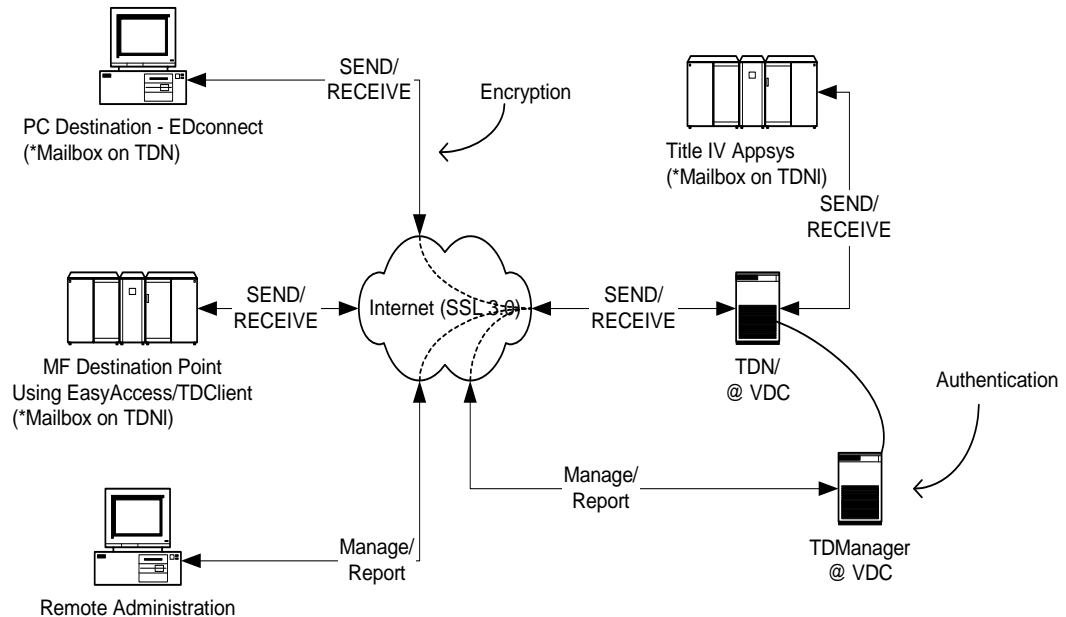 SEND/
RECEIVE
Encryption
PC Destination - EDconnect
(*Mailbox on TDN)
Title IV Appsys
(*Mailbox on TDNI)
SEND/
RECEIVE
SEND/
RECEIVE
Internet (SSL 3.0)
SEND/
RECEIVE
MF Destination Point
Using EasyAccess/TDClient
(*Mailbox on TDNI)
TDN/
@ VDC
Authentication
Manage/
Report
Manage/
Report
TDManager
@ VDC
Remote Administration